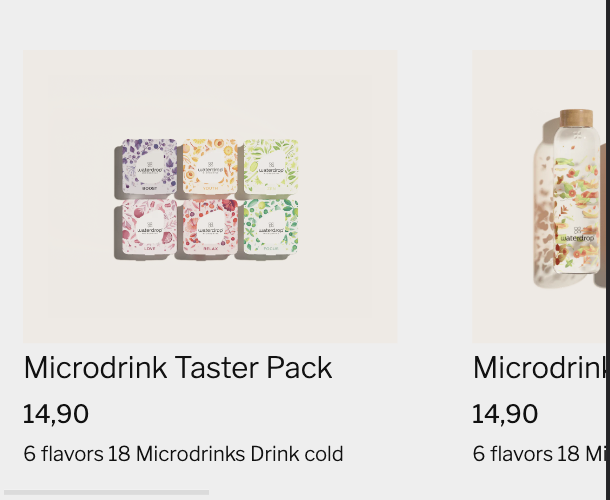 waterdrop
waterdrop
waterdrop
BOOST
waterdrop
waterdrop
waterdrop
LOVE
RELAX
FOCUS
waterdrop
Microdrink Taster Pack
14,90
6 flavors 18 Microdrinks Drink cold
Microdrink
14,90
6 flavors 18 Mi